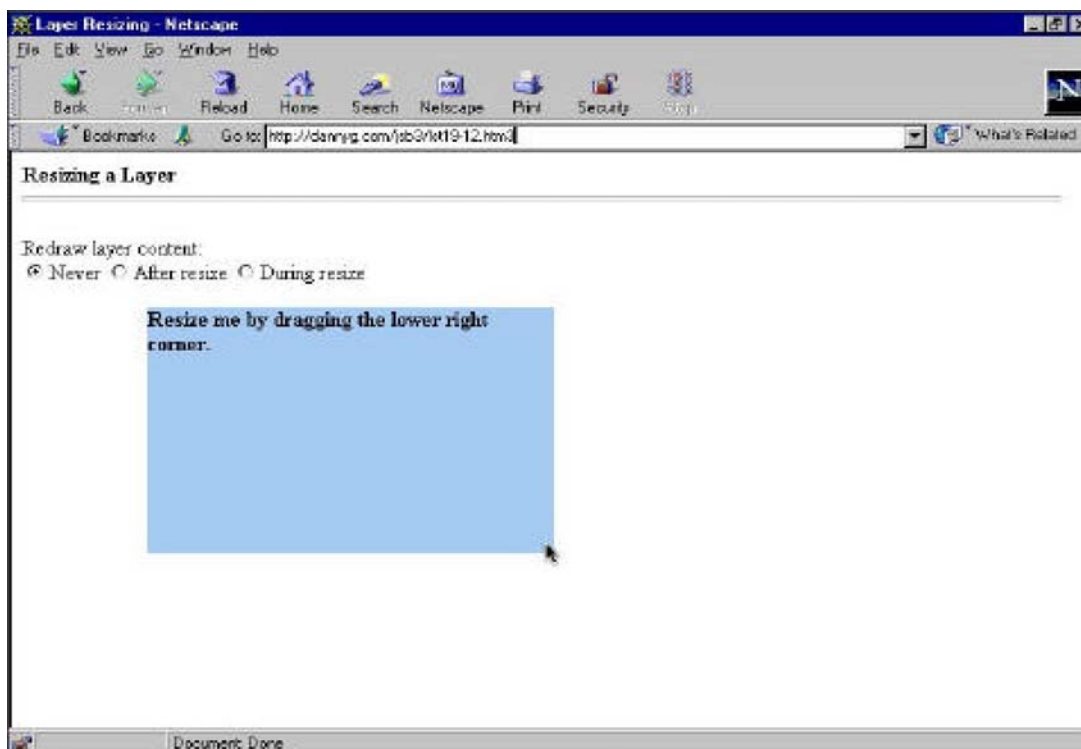 Layer Resizing - Netscape
File Edit View Go Window Help
Back Forward Reload Home Search Netscape Print Security Stop
Bookmarks Go to: http://dannyg.com/jsb3/lst19-12.htm What's Related
Resizing a Layer
Redraw layer content:
Never After resize During resize
Resize me by dragging the lower right
corner.
Document: Done